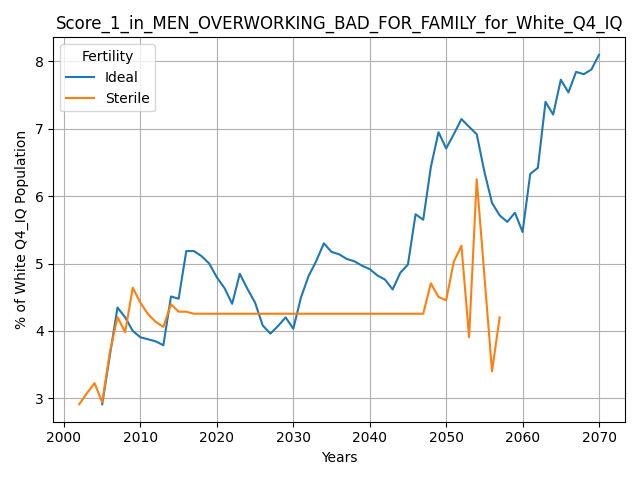 Score_1_in_MEN_OVERWORKING_BAD_FOR_FAMILY_for_White_Q4_IQ
Fertility
Ideal
Sterile
% of White Q4_IQ Population
8
7
6
5
4
3
2000 2010 2020 2030 2040 2050 2060 2070
Years